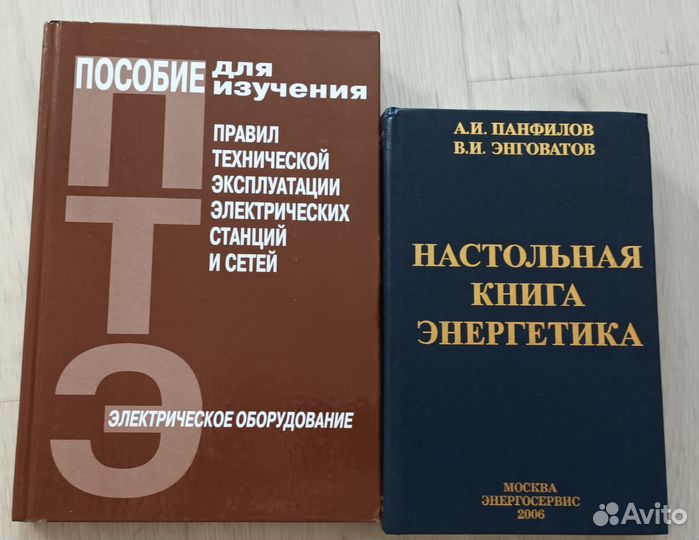 ПОСОБИЕ для
изучения
ПТЭ
ПРАВИЛ
ТЕХНИЧЕСКОЙ
ЭКСПЛУАТАЦИИ
ЭЛЕКТРИЧЕСКИХ
СТАНЦИЙ
И СЕТЕЙ
ЭЛЕКТРИЧЕСКОЕ ОБОРУДОВАНИЕ
А.И. ПАНФИЛОВ
В.И. ЭНГОВАТОВ
НАСТОЛЬНАЯ
КНИГА
ЭНЕРГЕТИКА
МОСКВА
ЭНЕРГОСЕРВИС
2006
Avito